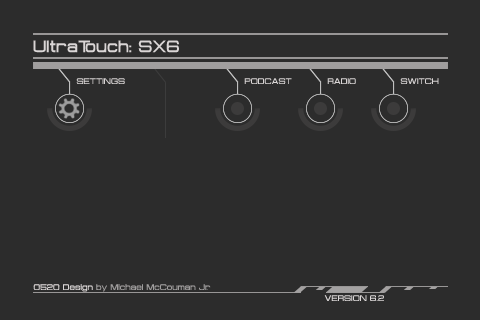 UltraTouch: SX6
SETTINGS PODCAST RADIO SWITCH
0520 Design by Michael McCouman Jr
VERSION 6.2